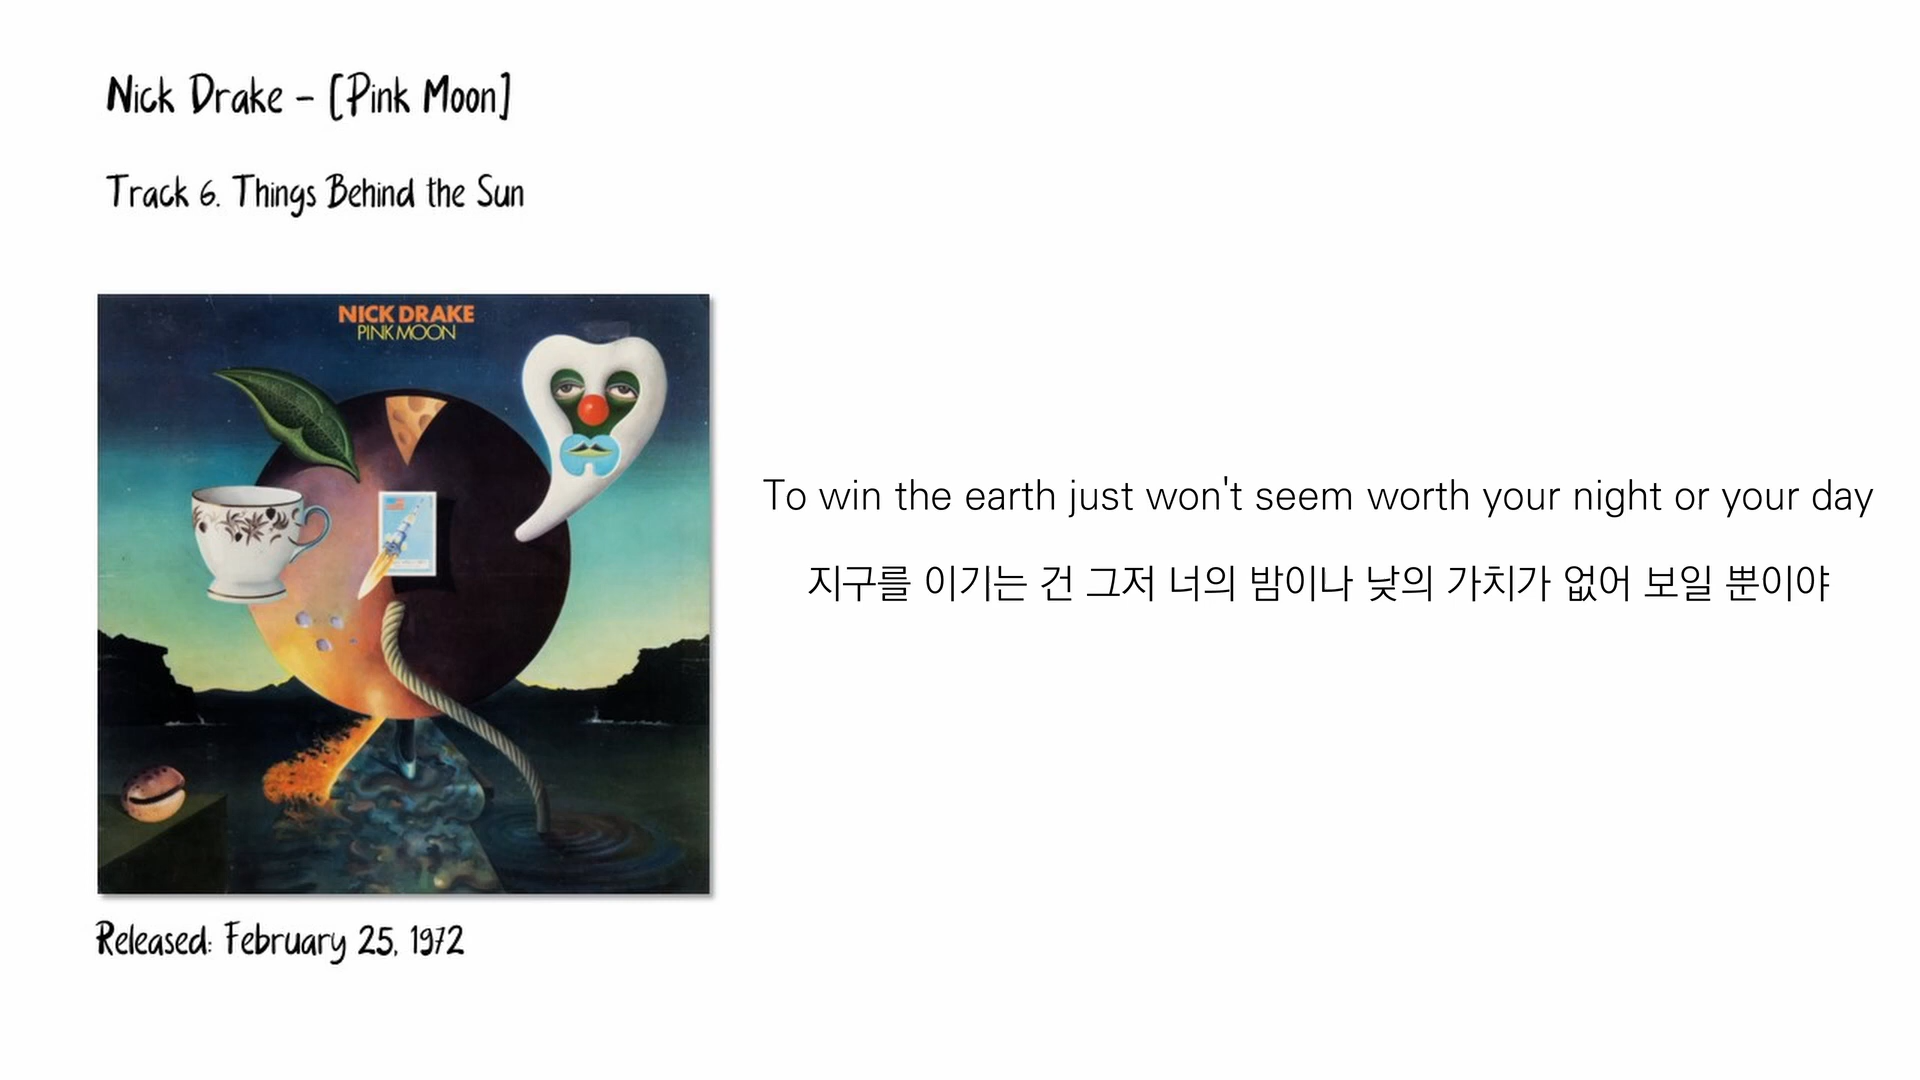 Nick Drake - [Pink Moon]
Track 6. Things Behind the Sun
NICK DRAKE
PINK MOON
To win the earth just won't seem worth your night or your day
지구를 이기는 건 그저 너의 밤이나 낮의 가치가 없어 보일 뿐이야
Released: February 25, 1972